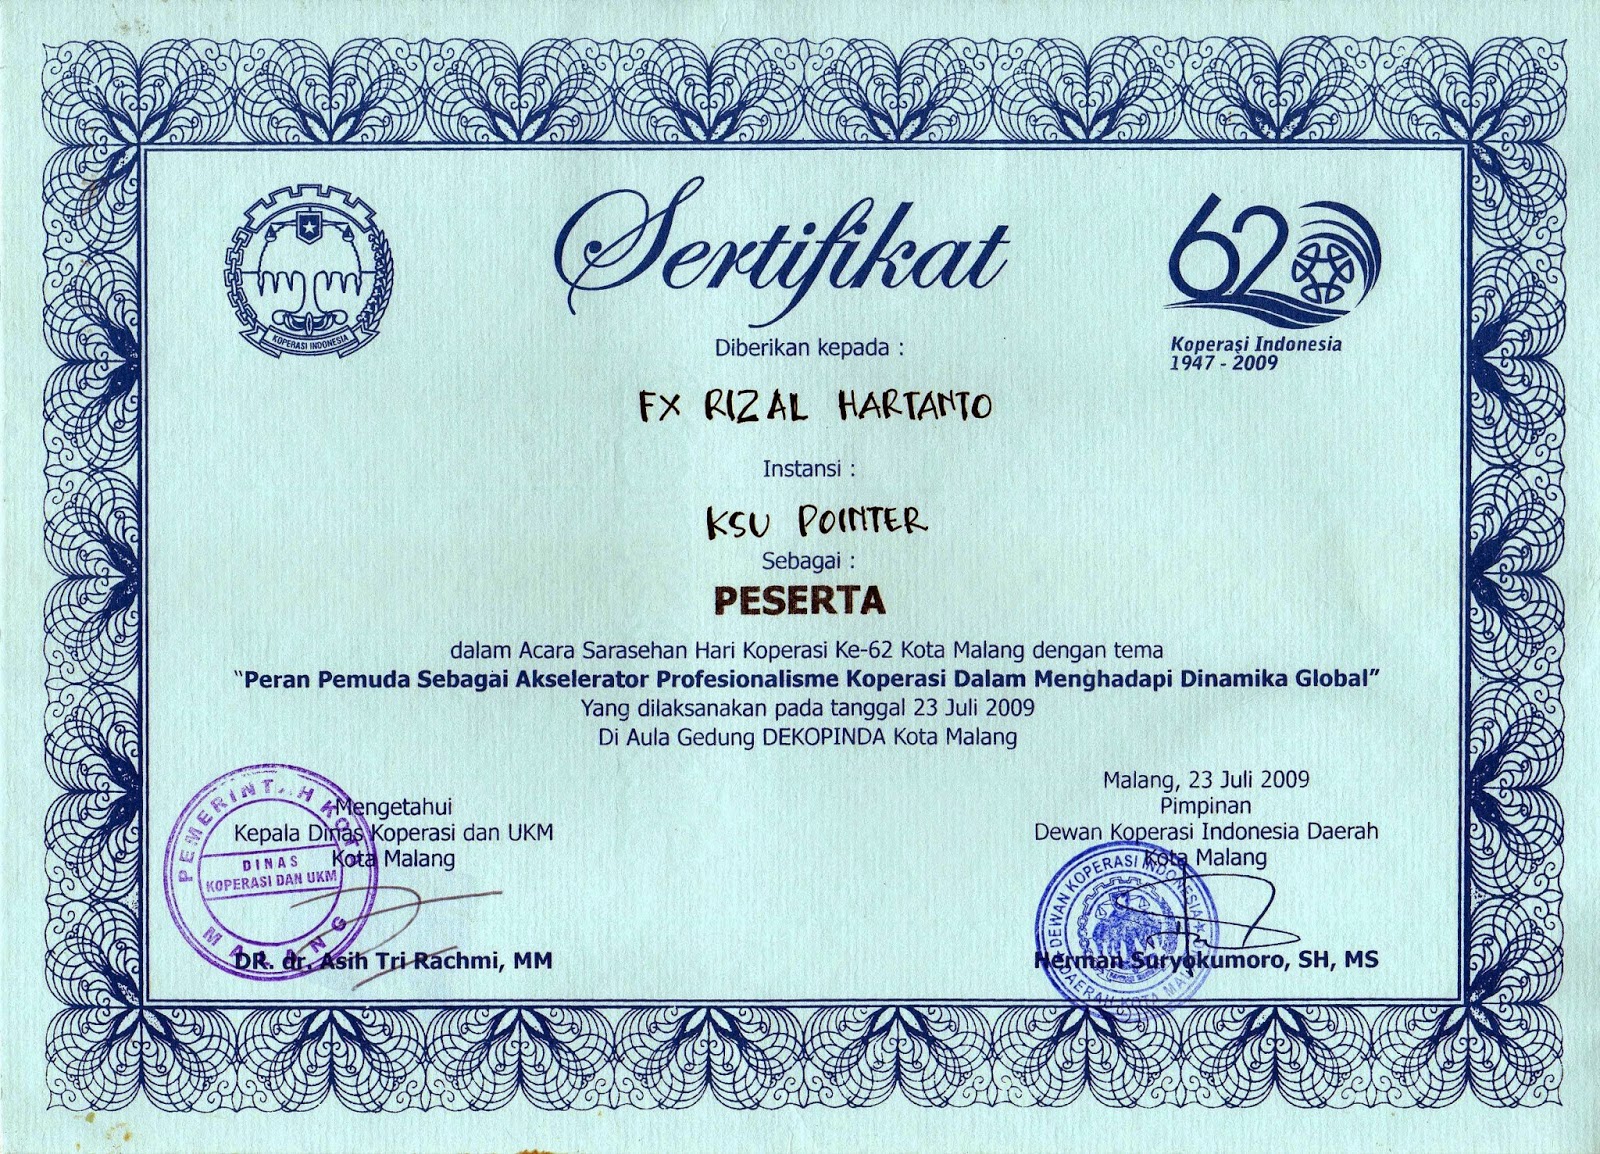 Sertifikat
KOPERASI INDONESIA
62
Koperasi Indonesia
1947 - 2009
Diberikan kepada :
FX RIZAL HARTANTO
Instansi :
KSU POINTER
Sebagai :
PESERTA
dalam Acara Sarasehan Hari Koperasi Ke-62 Kota Malang dengan tema
“Peran Pemuda Sebagai Akselerator Profesionalisme Koperasi Dalam Menghadapi Dinamika Global”
Yang dilaksanakan pada tanggal 23 Juli 2009
Di Aula Gedung DEKOPINDA Kota Malang
Mengetahui
Kepala Dinas Koperasi dan UKM
Kota Malang
PEMERINTAH KOTA
DINAS
KOPERASI DAN UKM
MALANG
DR. dr. Asih Tri Rachmi, MM
Malang, 23 Juli 2009
Pimpinan
Dewan Koperasi Indonesia Daerah
Kota Malang
DEWAN KOPERASI INDONESIA
DAERAH KOTA
Herman Suryokumoro, SH, MS